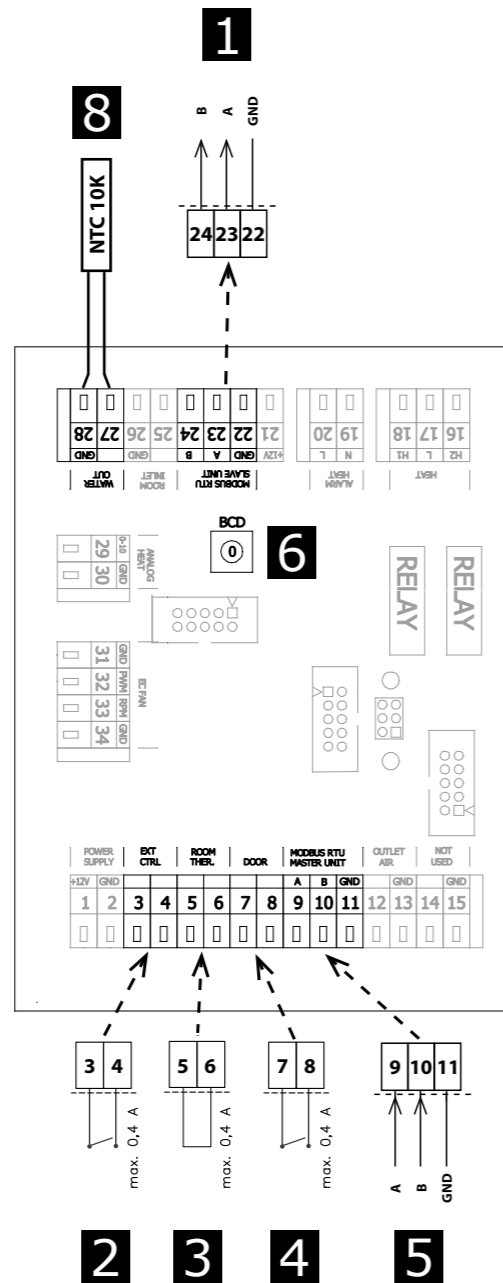 1
8
B A GND
NTC 10K
24 23 22
28 27 26 25 24 23 22 21 20 19 18 17 16
GND GND B A GND +12V L N H1 L H2
WATER OUT
ROOM INLET
MODBUS RTU SLAVE UNIT
ALARM HEAT
HEAT
BCD
0
6
29 0-10
30 GND
ANALOG HEAT
RELAY RELAY
31 GND
32 PWM
33 RPM
34 GND
EC FAN
POWER SUPPLY
EXT CTRL
ROOM THER.
DOOR
MODBUS RTU MASTER UNIT
OUTLET AIR
NOT USED
+12V GND A B GND GND GND
1 2 3 4 5 6 7 8 9 10 11 12 13 14 15
3 4
5 6
7 8
9 10 11
max. 0,4 A
max. 0,4 A
max. 0,4 A
A B GND
2 3 4 5